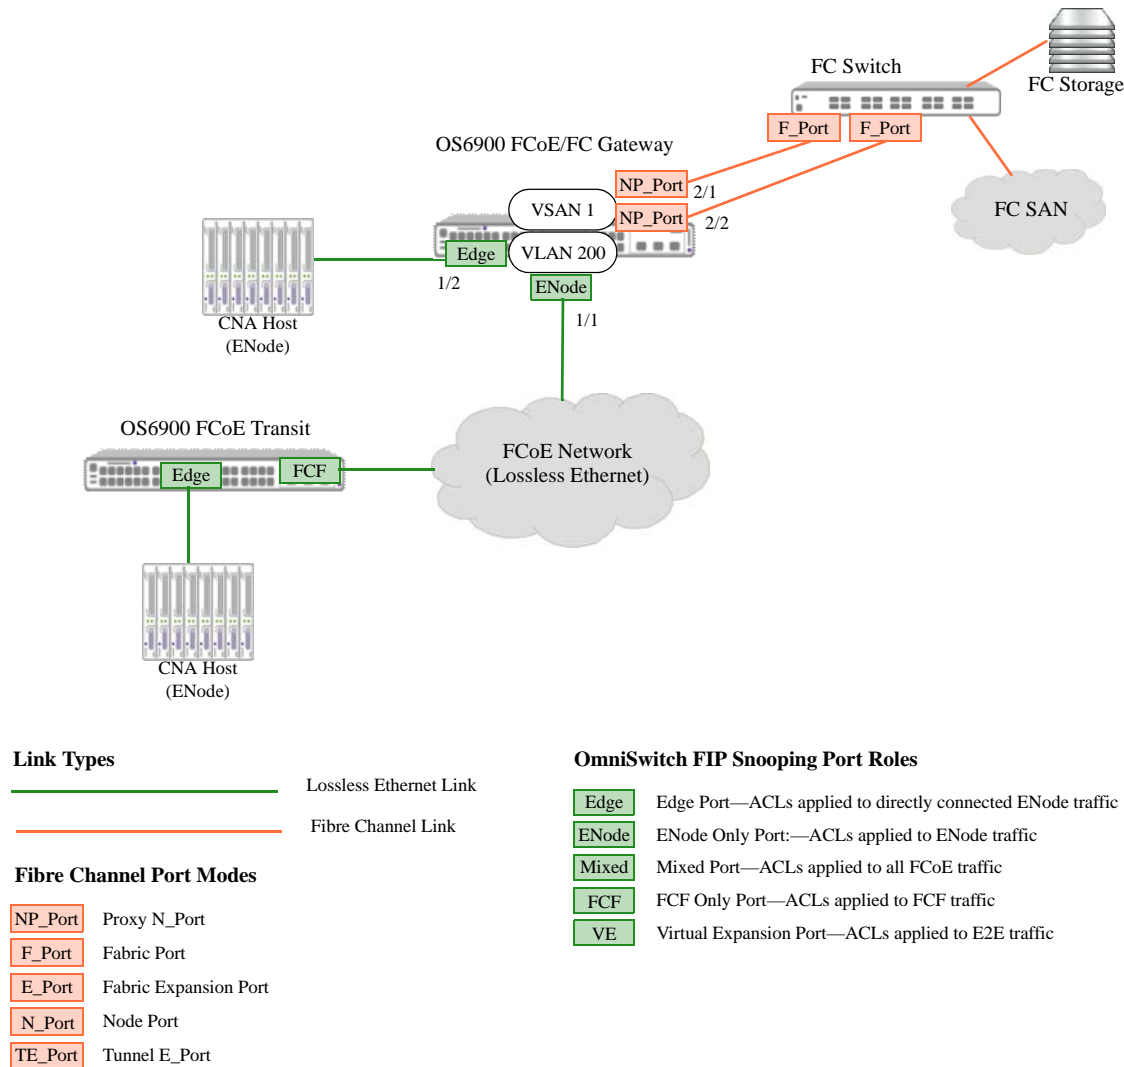 FC Switch
FC Storage
F_Port
F_Port
OS6900 FCoE/FC Gateway
NP_Port
2/1
VSAN 1
NP_Port
2/2
FC SAN
Edge
VLAN 200
1/2
ENode
1/1
CNA Host
(ENode)
OS6900 FCoE Transit
Edge
FCF
FCoE Network
(Lossless Ethernet)
CNA Host
(ENode)
Link Types
Lossless Ethernet Link
Fibre Channel Link
Fibre Channel Port Modes
NP_Port Proxy N_Port
F_Port Fabric Port
E_Port Fabric Expansion Port
N_Port Node Port
TE_Port Tunnel E_Port
OmniSwitch FIP Snooping Port Roles
Edge Edge Port—ACLs applied to directly connected ENode traffic
ENode ENode Only Port:—ACLs applied to ENode traffic
Mixed Mixed Port—ACLs applied to all FCoE traffic
FCF FCF Only Port—ACLs applied to FCF traffic
VE Virtual Expansion Port—ACLs applied to E2E traffic